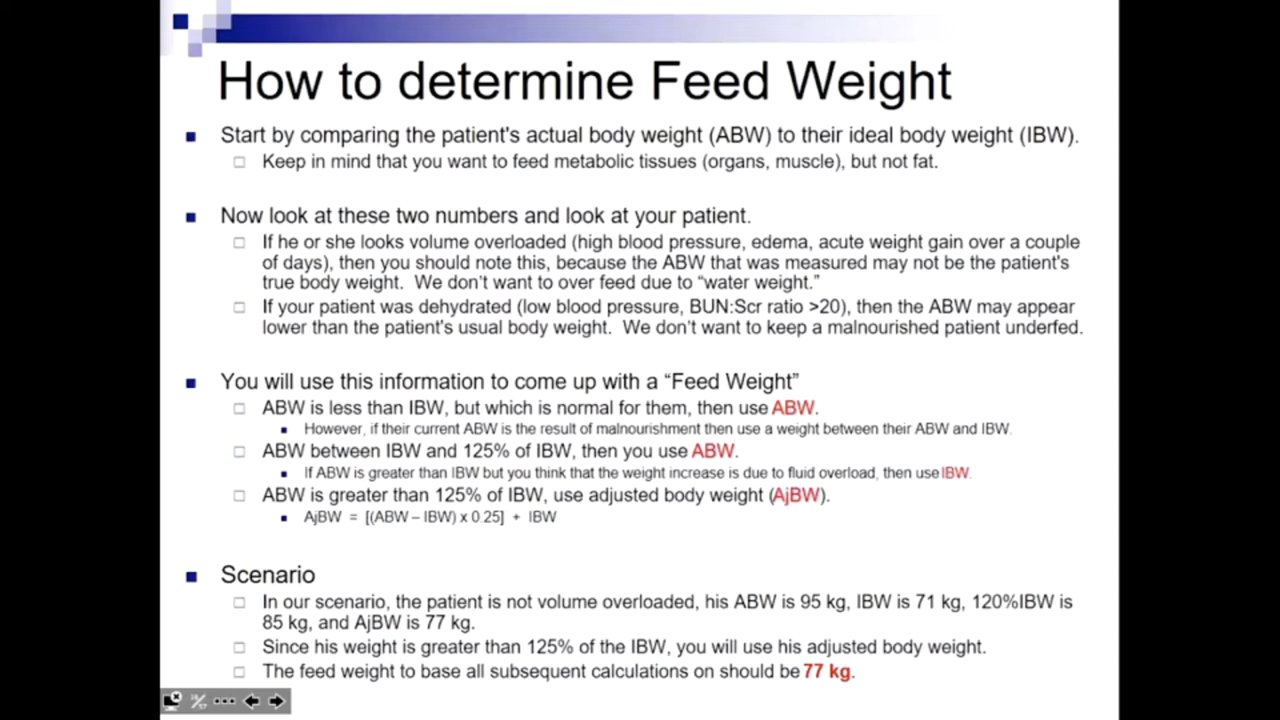 How to determine Feed Weight
Start by comparing the patient's actual body weight (ABW) to their ideal body weight (IBW).
Keep in mind that you want to feed metabolic tissues (organs, muscle), but not fat.
Now look at these two numbers and look at your patient.
If he or she looks volume overloaded (high blood pressure, edema, acute weight gain over a couple
of days), then you should note this, because the ABW that was measured may not be the patient's
true body weight. We don't want to over feed due to “water weight.”
If your patient was dehydrated (low blood pressure, BUN:Scr ratio >20), then the ABW may appear
lower than the patient's usual body weight. We don't want to keep a malnourished patient underfed.
You will use this information to come up with a “Feed Weight”
ABW is less than IBW, but which is normal for them, then use ABW.
However, if their current ABW is the result of malnourishment then use a weight between their ABW and IBW.
ABW between IBW and 125% of IBW, then you use ABW.
If ABW is greater than IBW but you think that the weight increase is due to fluid overload, then use IBW.
ABW is greater than 125% of IBW, use adjusted body weight (AjBW).
AjBW = [(ABW – IBW) x 0.25] + IBW
Scenario
In our scenario, the patient is not volume overloaded, his ABW is 95 kg, IBW is 71 kg, 120%IBW is
85 kg, and AjBW is 77 kg.
Since his weight is greater than 125% of the IBW, you will use his adjusted body weight.
The feed weight to base all subsequent calculations on should be 77 kg.